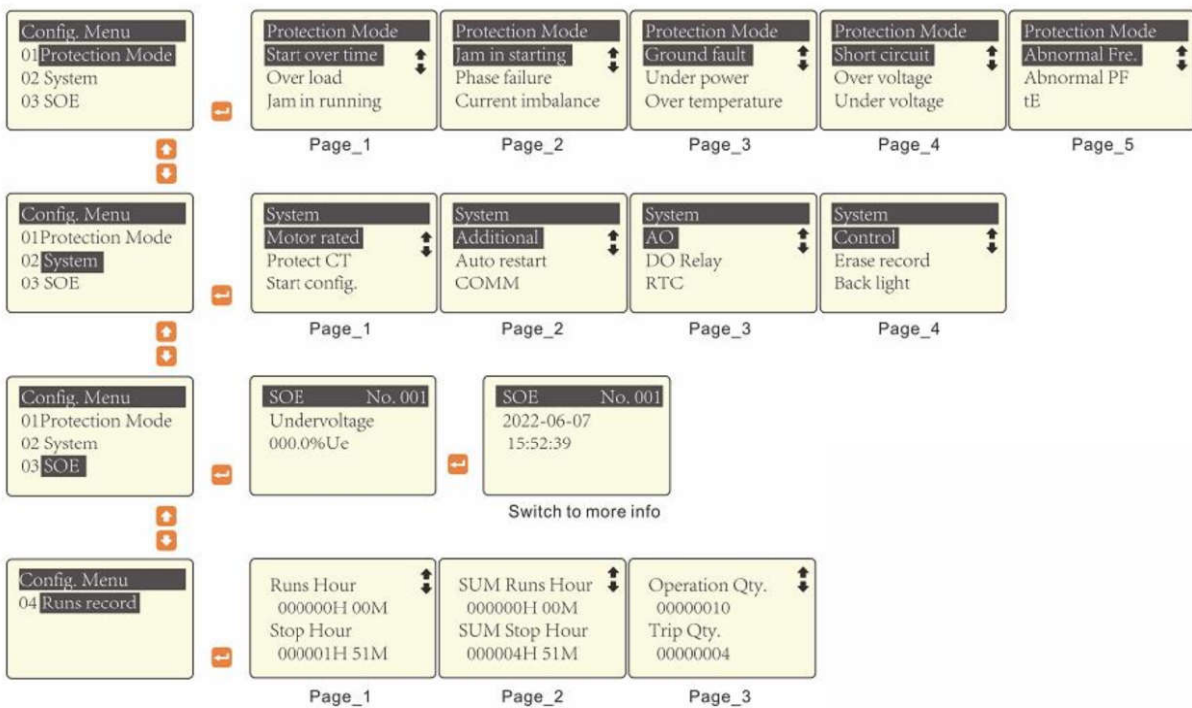 Config. Menu
01Protection Mode
02 System
03 SOE
Protection Mode
Start over time
Over load
Jam in running
Page_1
Protection Mode
Jam in starting
Phase failure
Current imbalance
Page_2
Protection Mode
Ground fault
Under power
Over temperature
Page_3
Protection Mode
Short circuit
Over voltage
Under voltage
Page_4
Protection Mode
Abnormal Fre.
Abnormal PF
tE
Page_5
Config. Menu
01Protection Mode
02 System
03 SOE
System
Motor rated
Protect CT
Start config.
Page_1
System
Additional
Auto restart
COMM
Page_2
System
AO
DO Relay
RTC
Page_3
System
Control
Erase record
Back light
Page_4
Config. Menu
01Protection Mode
02 System
03 SOE
SOE No. 001
Undervoltage
000.0%Ue
SOE No. 001
2022-06-07
15:52:39
Switch to more info
Config. Menu
04 Runs record
Runs Hour
000000H 00M
Stop Hour
000001H 51M
Page_1
SUM Runs Hour
000000H 00M
SUM Stop Hour
000004H 51M
Page_2
Operation Qty.
00000010
Trip Qty.
00000004
Page_3